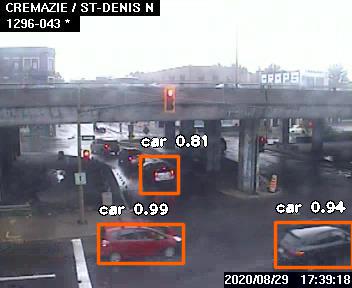 CREMAZIE / ST-DENIS N
1296-043 *
CROPS
car 0.81
car 0.99
car 0.94
2020/08/29 17:39:18